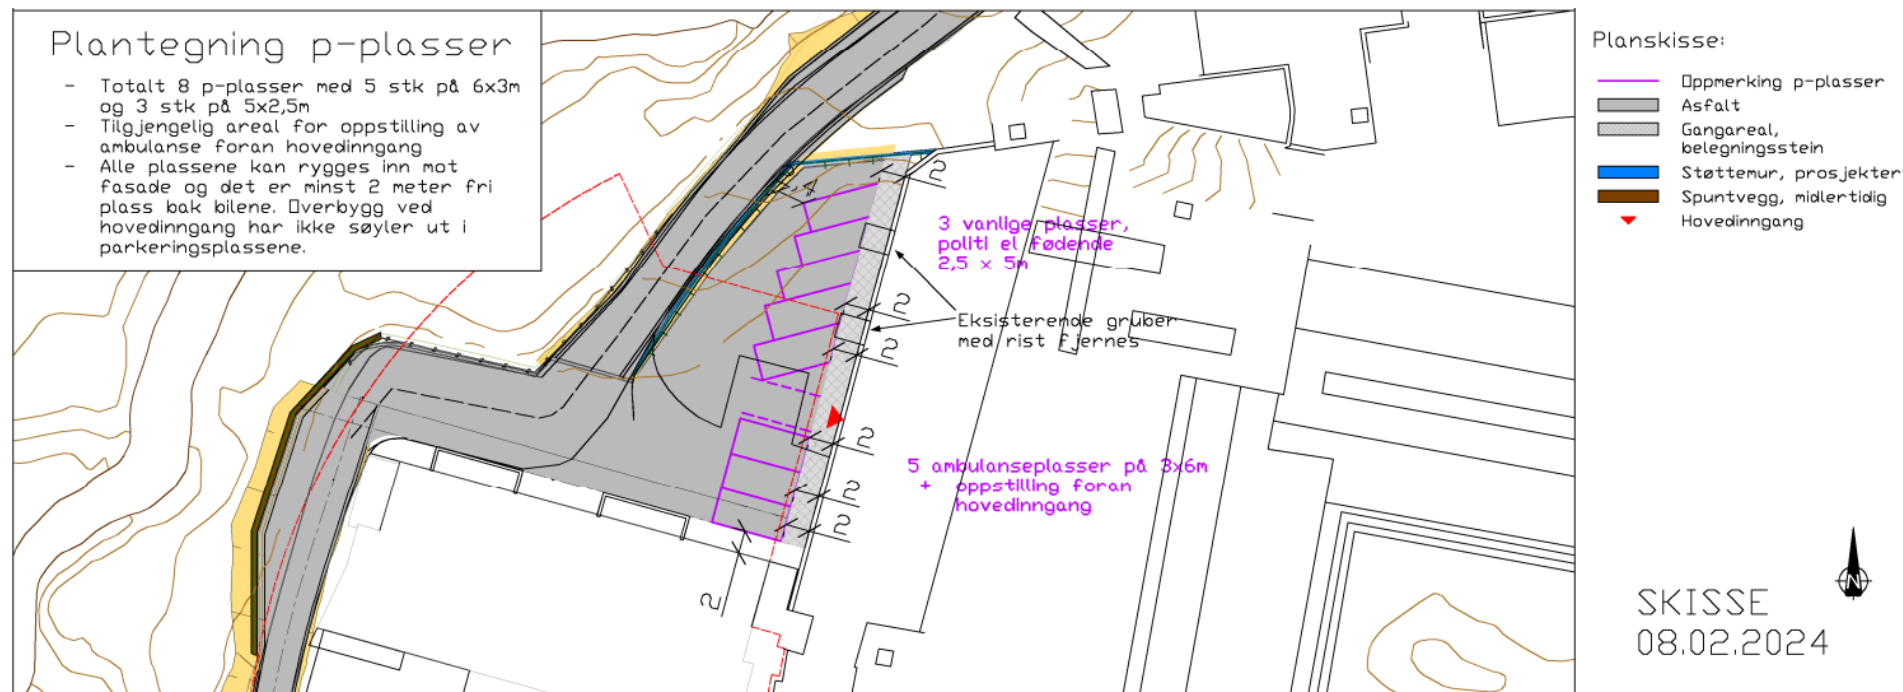 Plantegning p-plasser
- Totalt 8 p-plasser med 5 stk på 6x3m
og 3 stk på 5x2,5m
- Tilgjengelig areal for oppstilling av
ambulanse foran hovedinngang
- Alle plassene kan rygges inn mot
fasade og det er minst 2 meter fri
plass bak bilene. Overbygg ved
hovedinngang har ikke søyler ut i
parkeringsplassene.
7,4
2
3 vanlige plasser,
politi el fødende
2,5 x 5m
2
Eksisterende gruber
med rist fjernes
2
2
5 ambulanseplasser på 3x6m
+ oppstilling foran
hovedinngang
2
2
2
Planskisse:
Oppmerking p-plasser
Asfalt
Gangareal,
belegningsstein
Støttemur, prosjekter
Spuntvegg, midlertidig
Hovedinngang
N
SKISSE
08.02.2024